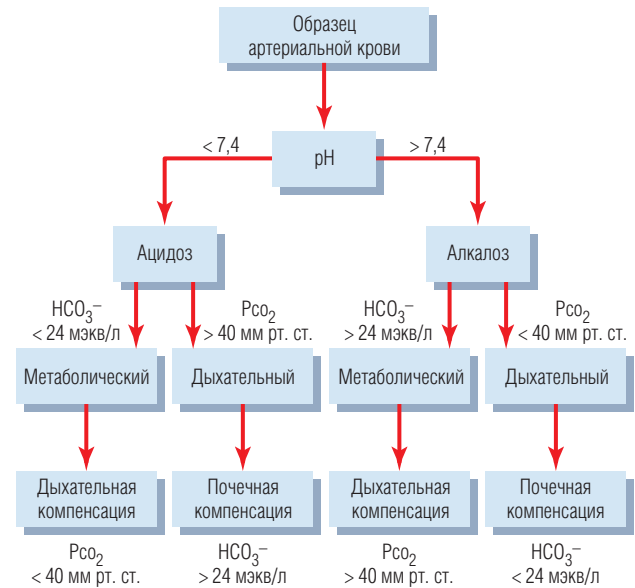 Образец
артериальной крови
< 7,4
pH
> 7,4
Ацидоз
Алкалоз
HCO₃⁻
< 24 мэкв/л
Pco₂
> 40 мм рт. ст.
HCO₃⁻
> 24 мэкв/л
Pco₂
< 40 мм рт. ст.
Метаболический
Дыхательный
Метаболический
Дыхательный
Дыхательная
компенсация
Почечная
компенсация
Дыхательная
компенсация
Почечная
компенсация
Pco₂
< 40 мм рт. ст.
HCO₃⁻
> 24 мэкв/л
Pco₂
> 40 мм рт. ст.
HCO₃⁻
< 24 мэкв/л